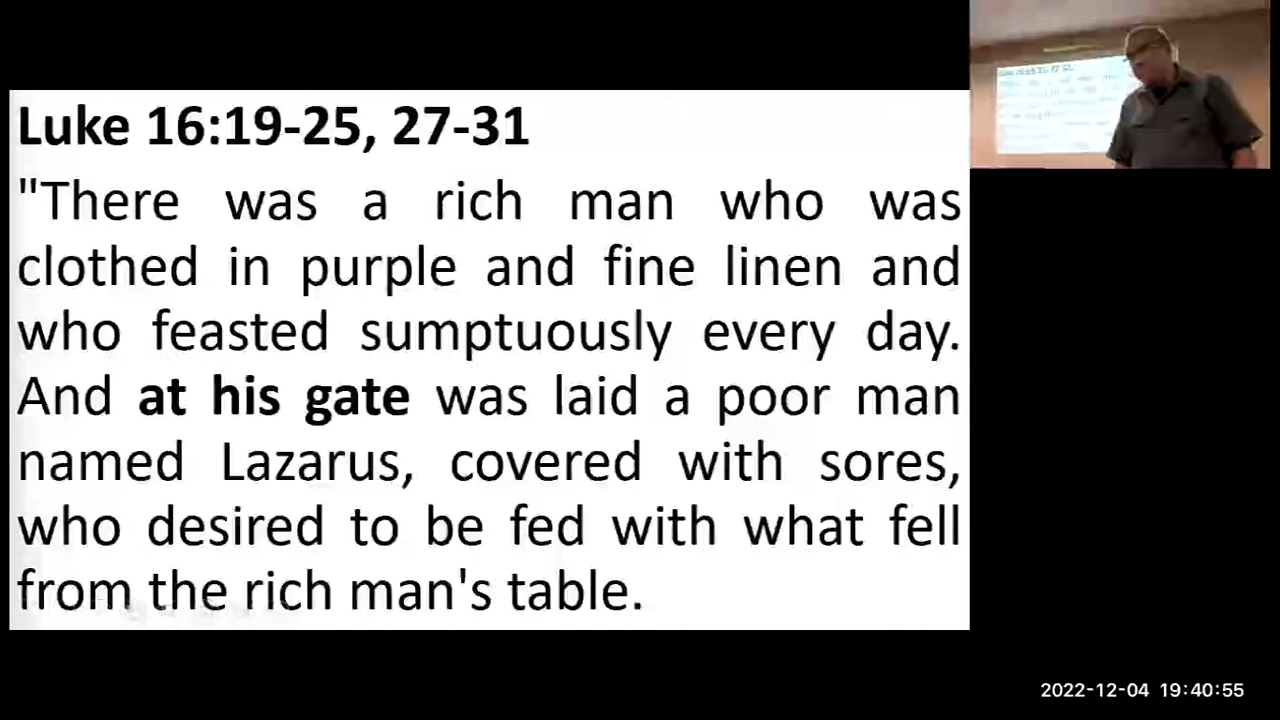 Luke 16:19-25, 27-31
"There was a rich man who was
clothed in purple and fine linen and
who feasted sumptuously every day.
And at his gate was laid a poor man
named Lazarus, covered with sores,
who desired to be fed with what fell
from the rich man's table.
2022-12-04 19:40:55